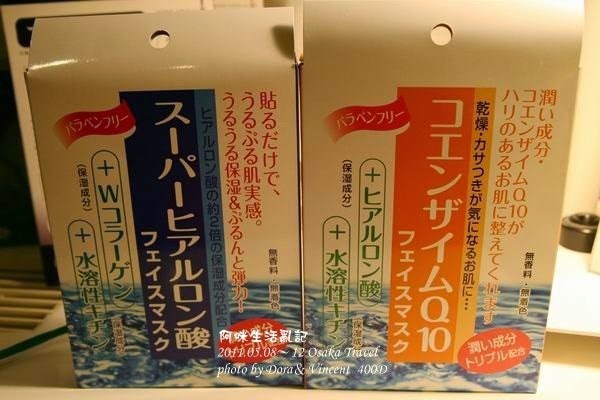 パラベンフリー
貼るだけで、
うるぷる肌実感。
うるうる保湿&ぷるんと弾力!
ヒアルロン酸の約2倍の保湿成分配合
スーパーヒアルロン酸
フェイスマスク
+Wコラーゲン
(保湿成分)
+水溶性キチン
(保湿成分)
無香料・無着色
パラベンフリー
潤い成分・
コエンザイムQ10が
ハリのあるお肌に整えてくれます
乾燥・カサつきが気になるお肌に…
コエンザイムQ10
フェイスマスク
+ヒアルロン酸
(保湿成分)
+水溶性キチン
(保湿成分)
無香料・無着色
潤い成分
トリプル配合
阿咪生活亂記
2011.05.08~12 Osaka Travel
photo by Dora & Vincent 400D